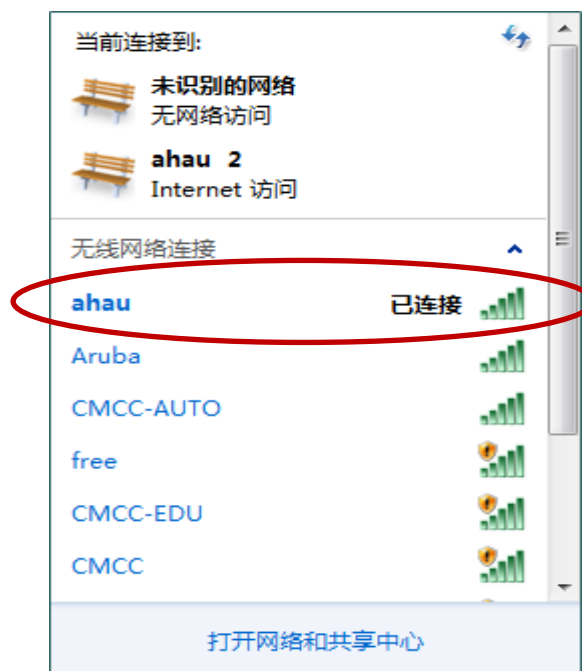 当前连接到:
未识别的网络
无网络访问
ahau 2
Internet 访问
无线网络连接
ahau 已连接
Aruba
CMCC-AUTO
free
CMCC-EDU
CMCC
打开网络和共享中心